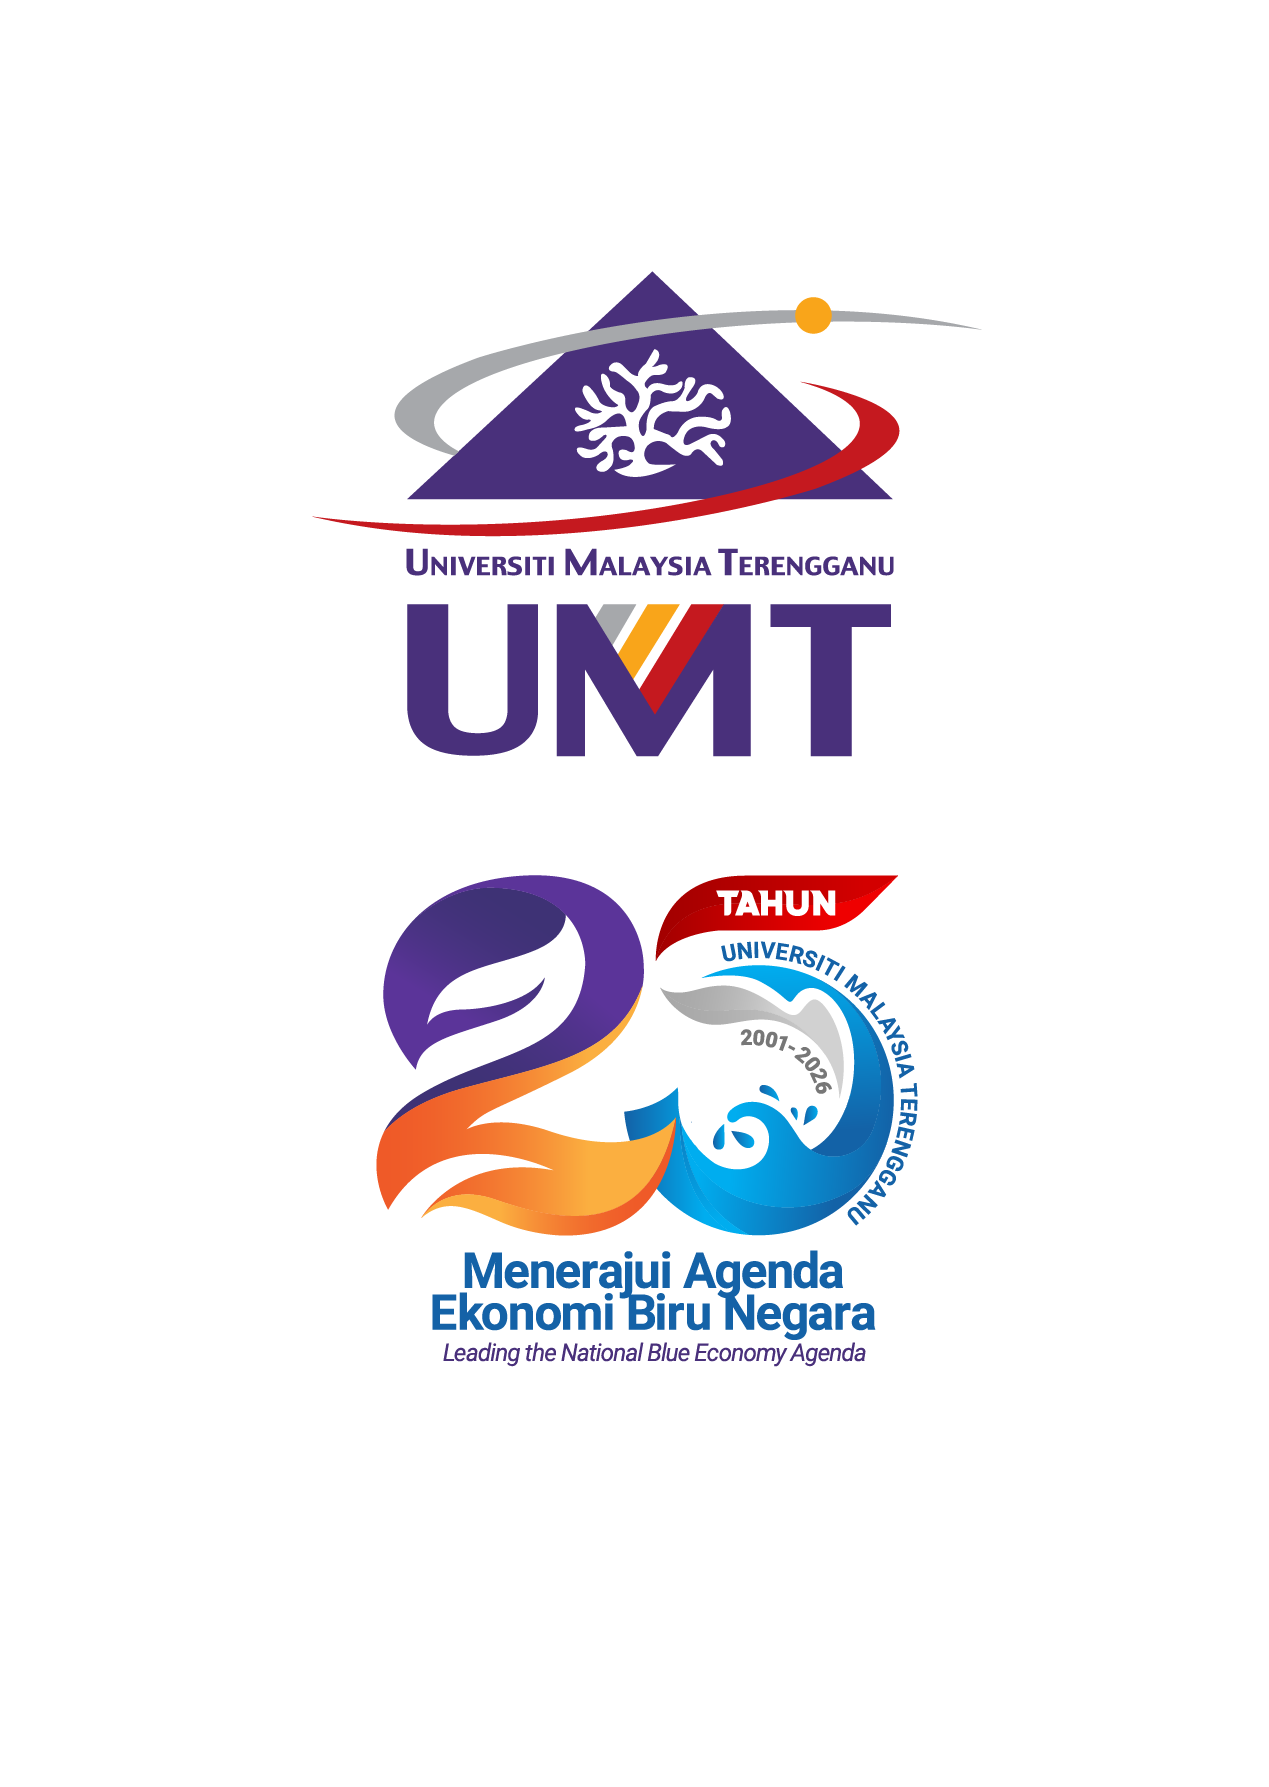 UNIVERSITI MALAYSIA TERENGGANU
UMT
TAHUN
UNIVERSITI MALAYSIA TERENGGANU
2001-2026
Menerajui Agenda
Ekonomi Biru Negara
Leading the National Blue Economy Agenda